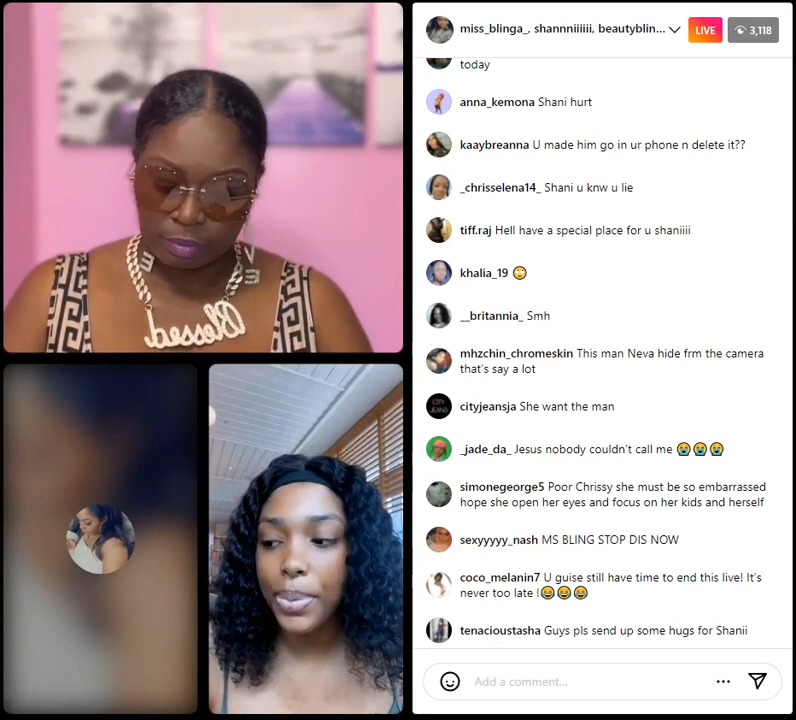 miss_blinga_, shannniiiiii, beautyblin...
LIVE
3,118
today
anna_kemona Shani hurt
kaaybreanna U made him go in ur phone n delete it??
_chrisselena14_ Shani u knw u lie
tiff.raj Hell have a special place for u shaniiii
khalia_19 🙄
__britannia_ Smh
mhzchin_chromeskin This man Neva hide frm the camera
that's say a lot
CITY
JEANS
cityjeansja She want the man
_jade_da_ Jesus nobody couldn't call me 😭😭😭
simonegeorge5 Poor Chrissy she must be so embarrassed
hope she open her eyes and focus on her kids and herself
sexyyyyy_nash MS BLING STOP DIS NOW
coco_melanin7 U guise still have time to end this live! It's
never too late !😂😂😂
tenacioustasha Guys pls send up some hugs for Shanii
Add a comment...
Blessed